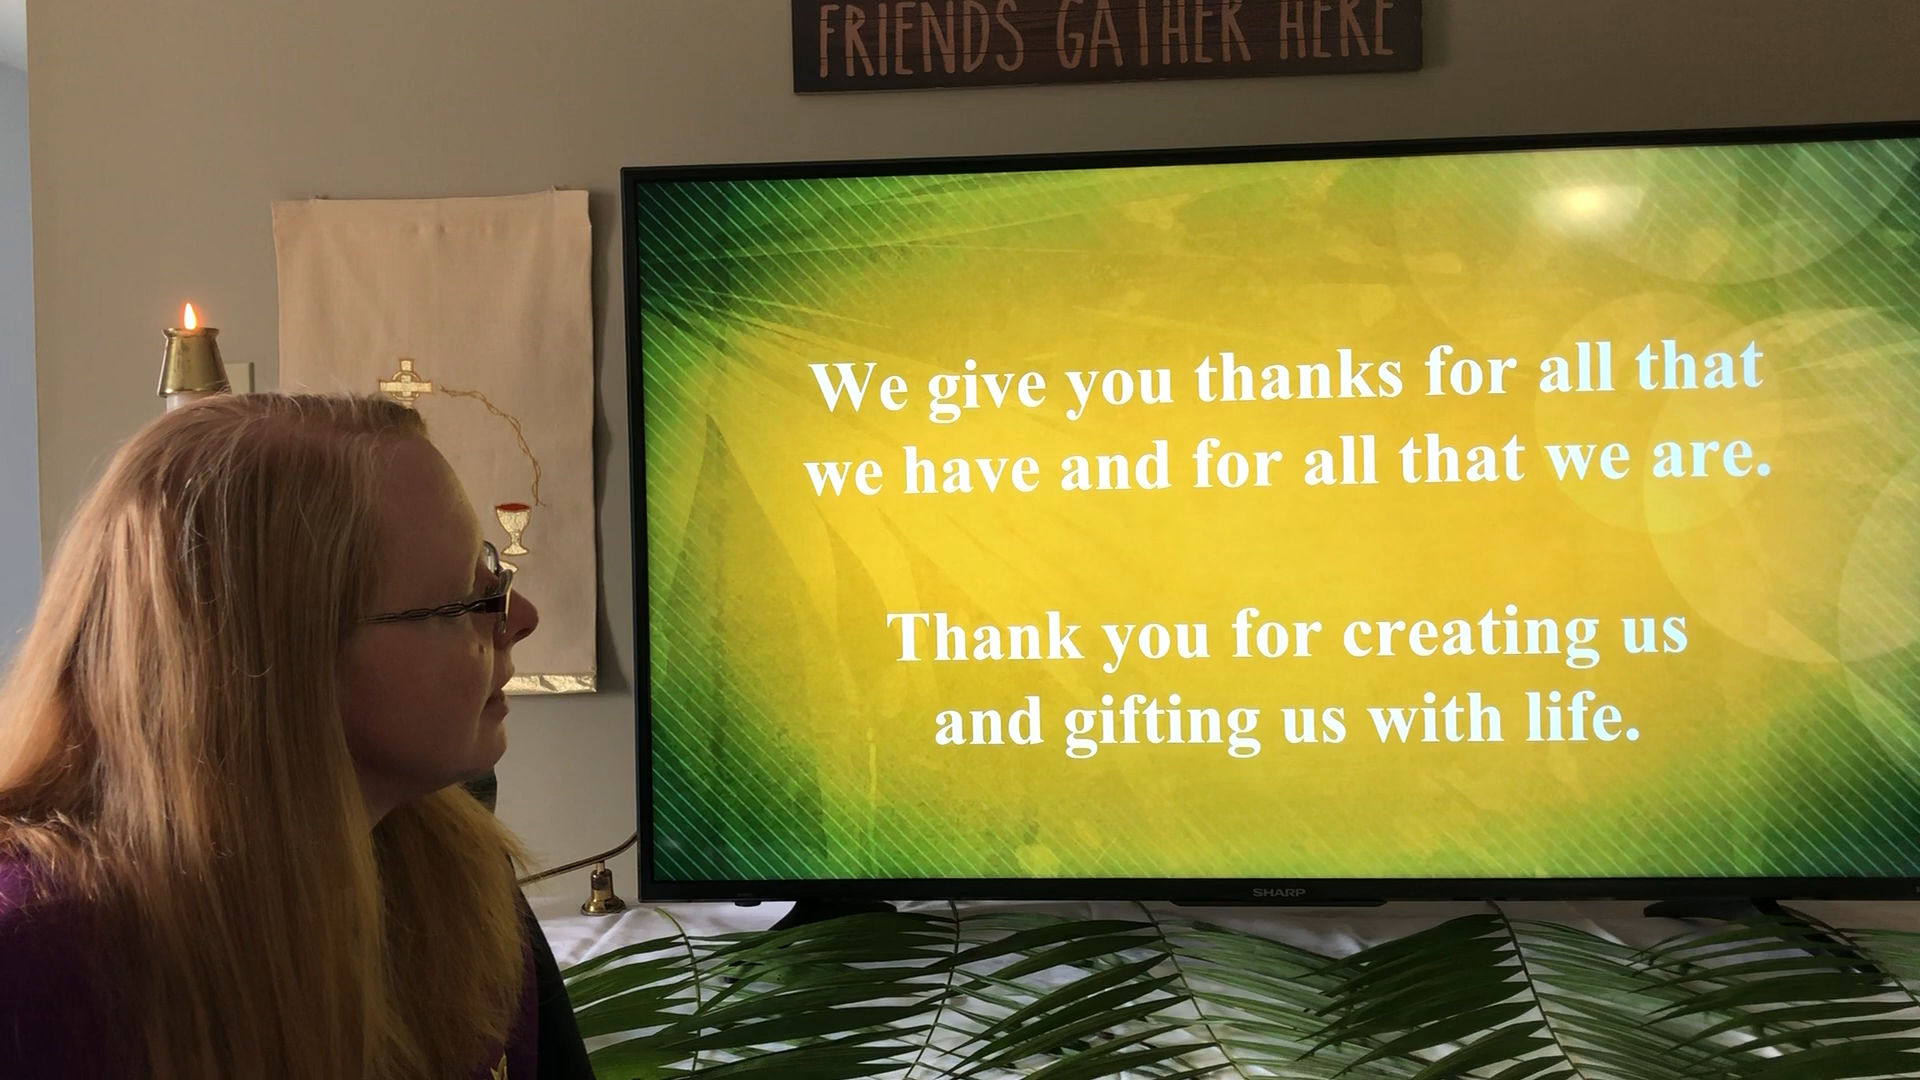 FRIENDS GATHER HERE
We give you thanks for all that
we have and for all that we are.
Thank you for creating us
and gifting us with life.
SHARP